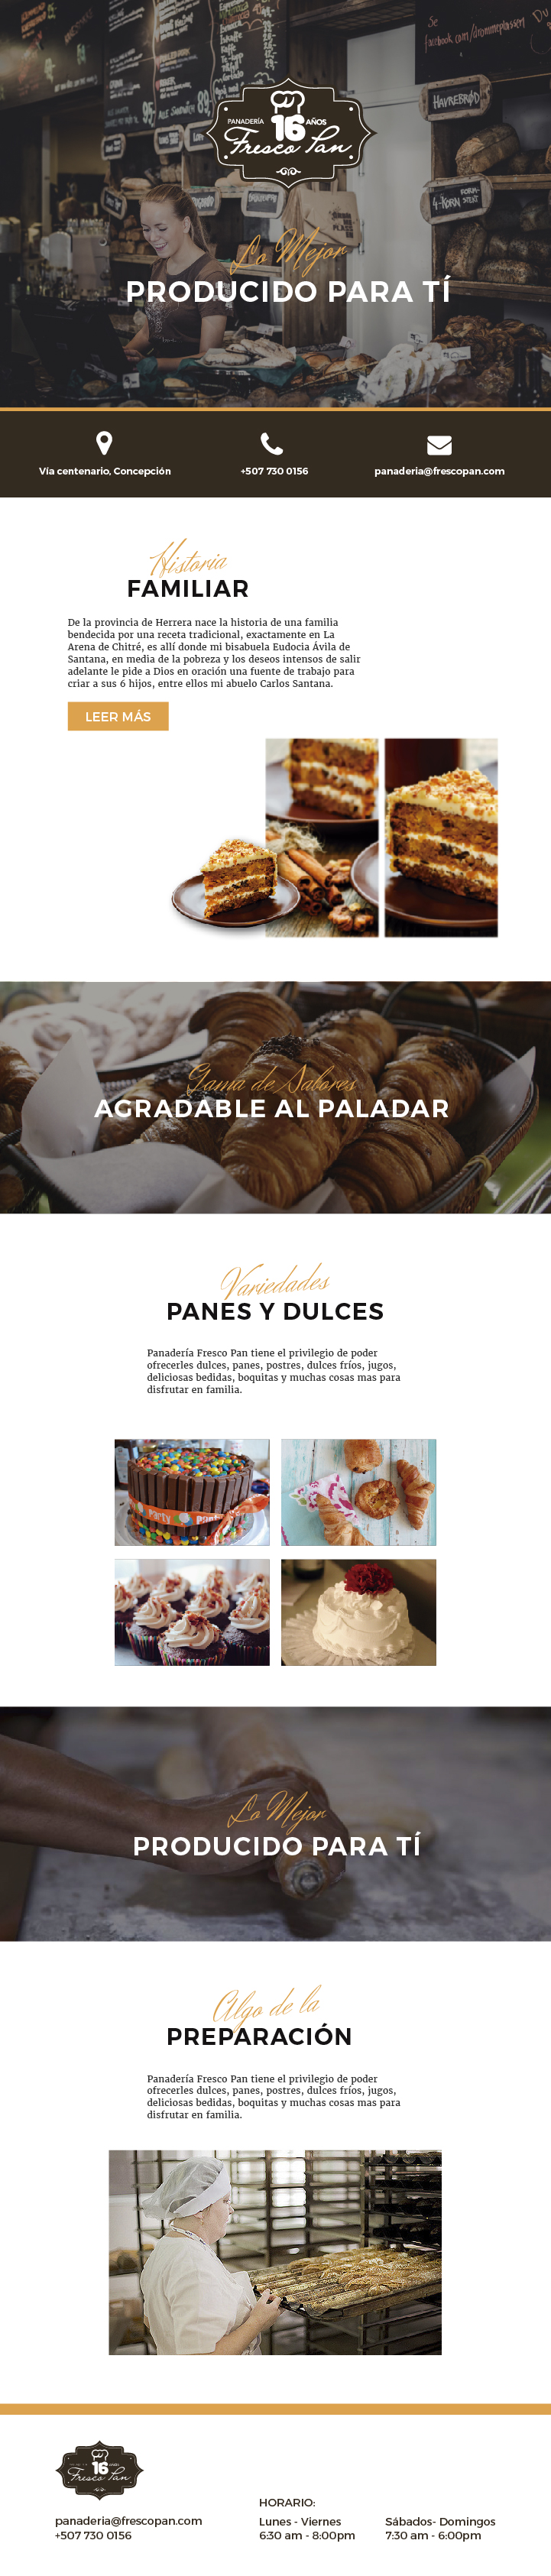 Se
facebook.com/drommeplassen
Du
HAVREBRØD
4-KORN
PANADERÍA 16 AÑOS
Fresco Pan
Lo Mejor
PRODUCIDO PARA TÍ
Vía centenario, Concepción
+507 730 0156
panaderia@frescopan.com
Historia
FAMILIAR
De la provincia de Herrera nace la historia de una familia
bendecida por una receta tradicional, exactamente en La
Arena de Chitré, es allí donde mi bisabuela Eudocia Ávila de
Santana, en media de la pobreza y los deseos intensos de salir
adelante le pide a Dios en oración una fuente de trabajo para
criar a sus 6 hijos, entre ellos mi abuelo Carlos Santana.
LEER MÁS
Gama de Sabores
AGRADABLE AL PALADAR
Variedades
PANES Y DULCES
Panadería Fresco Pan tiene el privilegio de poder
ofrecerles dulces, panes, postres, dulces fríos, jugos,
deliciosas bedidas, boquitas y muchas cosas mas para
disfrutar en familia.
Party
Lo Mejor
PRODUCIDO PARA TÍ
Algo de la
PREPARACIÓN
Panadería Fresco Pan tiene el privilegio de poder
ofrecerles dulces, panes, postres, dulces fríos, jugos,
deliciosas bedidas, boquitas y muchas cosas mas para
disfrutar en familia.
16
Fresco Pan
panaderia@frescopan.com
+507 730 0156
HORARIO:
Lunes - Viernes
6:30 am - 8:00pm
Sábados- Domingos
7:30 am - 6:00pm